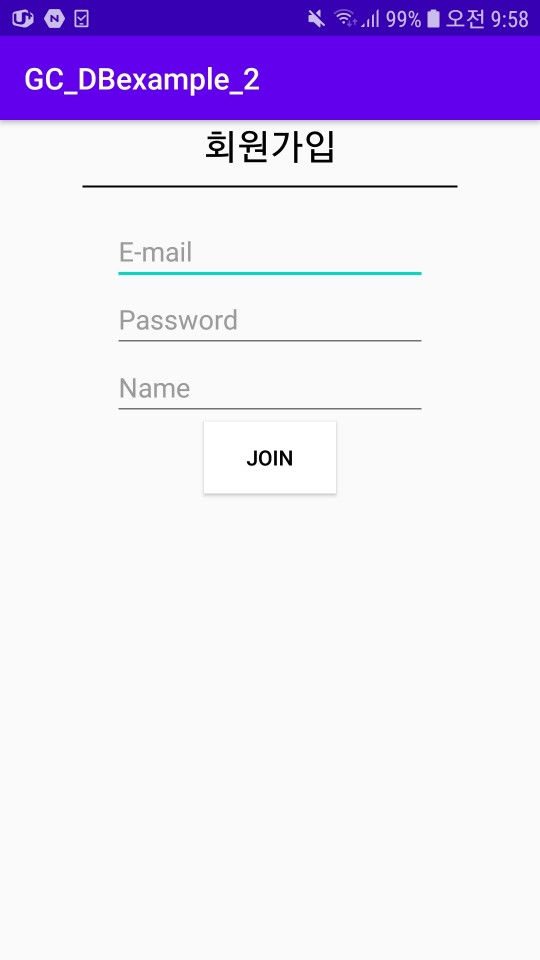 99% 오전 9:58
GC_DBexample_2
회원가입
E-mail
Password
Name
JOIN